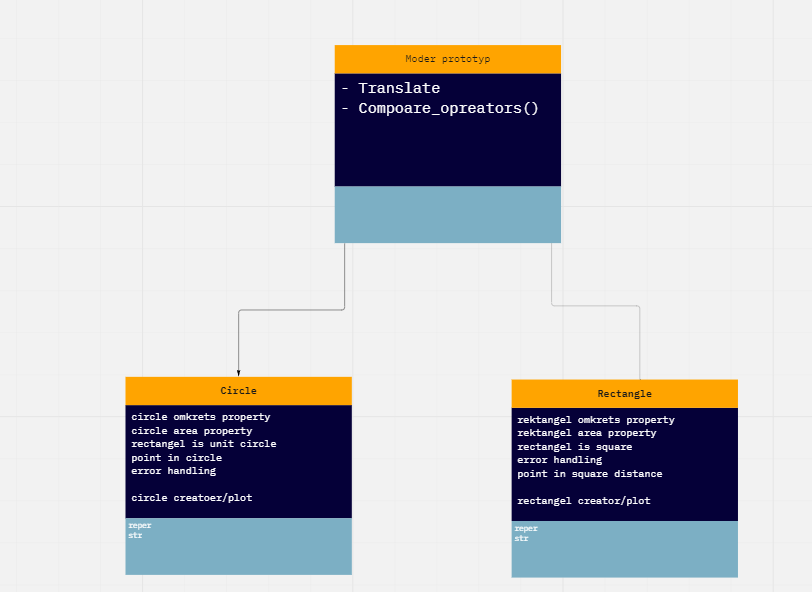 Moder prototyp
- Translate
- Compoare_opreators()
Circle
circle omkrets property
circle area property
rectangel is unit circle
point in circle
error handling
circle creatoer/plot
reper
str
Rectangle
rektangel omkrets property
rektangel area property
rectangel is square
error handling
point in square distance
rectangel creator/plot
reper
str